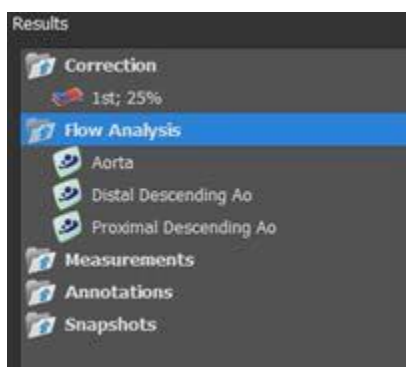 Results
Correction
1st; 25%
Flow Analysis
Aorta
Distal Descending Ao
Proximal Descending Ao
Measurements
Annotations
Snapshots